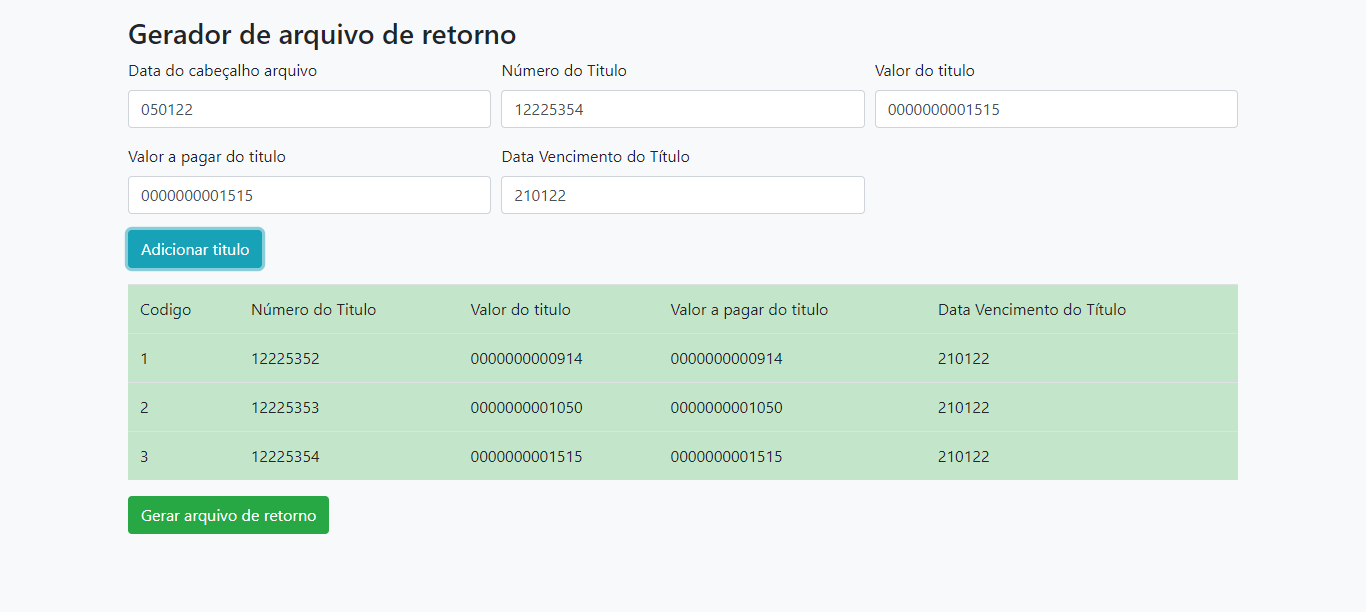 Gerador de arquivo de retorno
Data do cabeçalho arquivo Número do Titulo Valor do titulo
050122 12225354 0000000001515
Valor a pagar do titulo Data Vencimento do Título
0000000001515 210122
Adicionar titulo
Codigo Número do Titulo Valor do titulo Valor a pagar do titulo Data Vencimento do Título
1 12225352 0000000000914 0000000000914 210122
2 12225353 0000000001050 0000000001050 210122
3 12225354 0000000001515 0000000001515 210122
Gerar arquivo de retorno